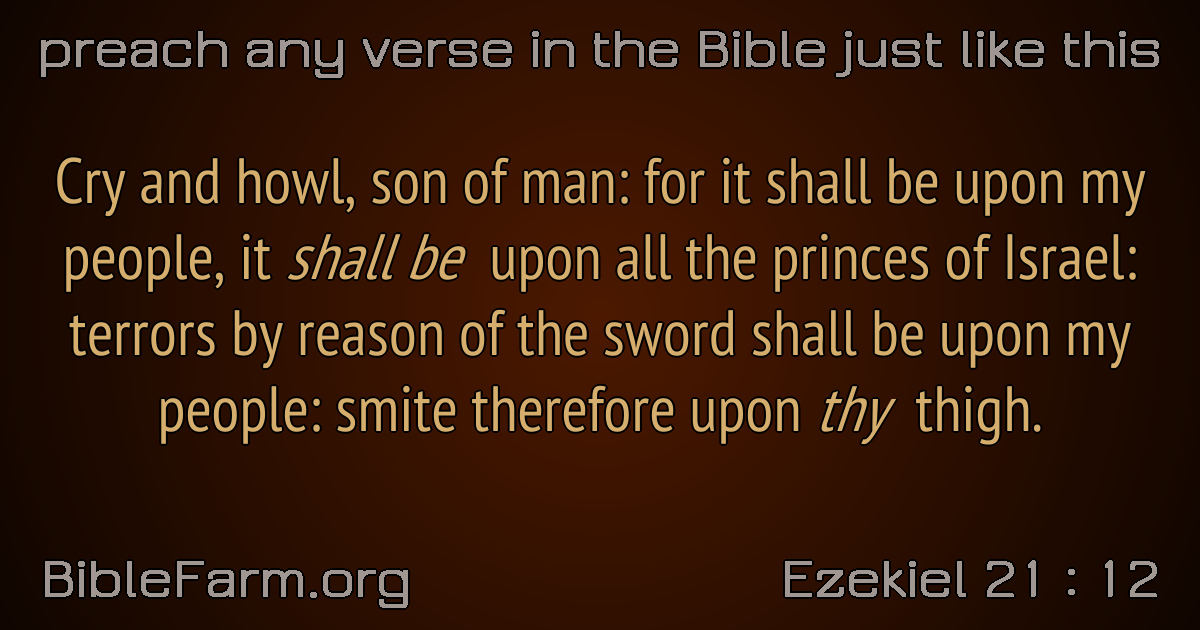 preach any verse in the Bible just like this
Cry and howl, son of man: for it shall be upon my
people, it shall be upon all the princes of Israel:
terrors by reason of the sword shall be upon my
people: smite therefore upon thy thigh.
BibleFarm.org
Ezekiel 21 : 12